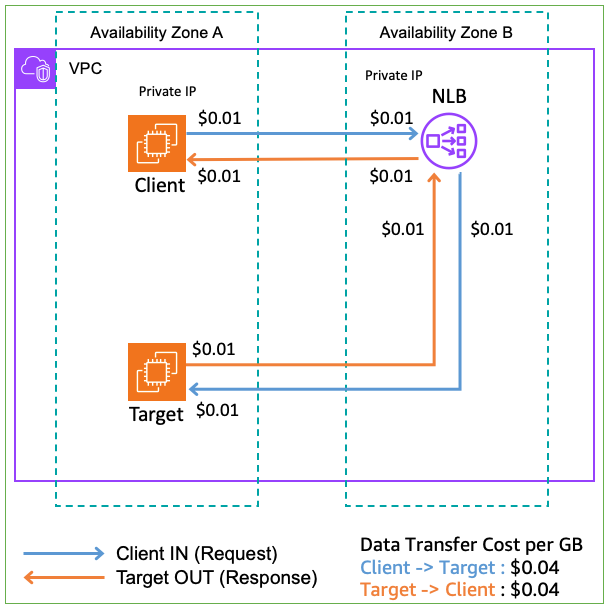 Availability Zone A
Availability Zone B
VPC
Private IP
Private IP
NLB
$0.01
$0.01
$0.01
$0.01
Client
$0.01
$0.01
$0.01
$0.01
Target
Client IN (Request)
Target OUT (Response)
Data Transfer Cost per GB
Client -> Target : $0.04
Target -> Client : $0.04